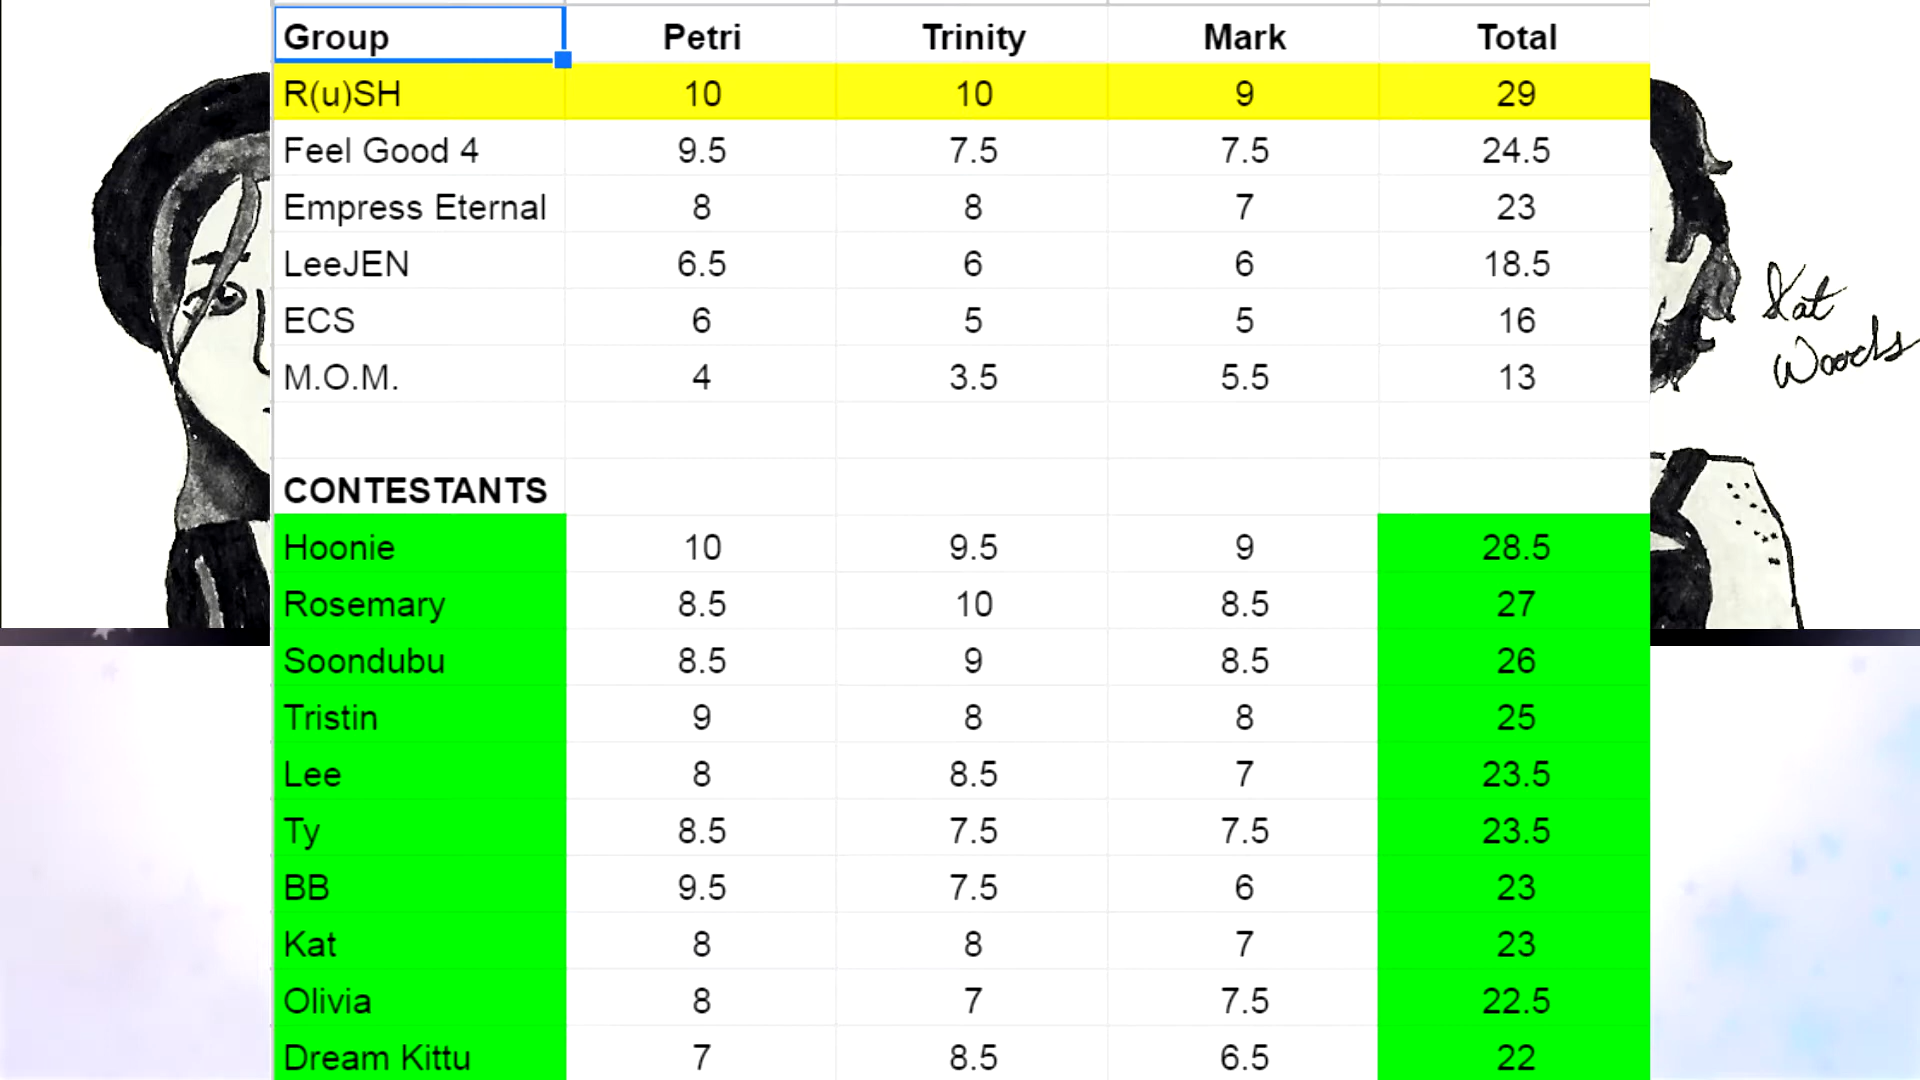 Group Petri Trinity Mark Total
R(u)SH 10 10 9 29
Feel Good 4 9.5 7.5 7.5 24.5
Empress Eternal 8 8 7 23
LeeJEN 6.5 6 6 18.5
ECS 6 5 5 16
M.O.M. 4 3.5 5.5 13
CONTESTANTS
Hoonie 10 9.5 9 28.5
Rosemary 8.5 10 8.5 27
Soondubu 8.5 9 8.5 26
Tristin 9 8 8 25
Lee 8 8.5 7 23.5
Ty 8.5 7.5 7.5 23.5
BB 9.5 7.5 6 23
Kat 8 8 7 23
Olivia 8 7 7.5 22.5
Dream Kittu 7 8.5 6.5 22
Kat
Woods